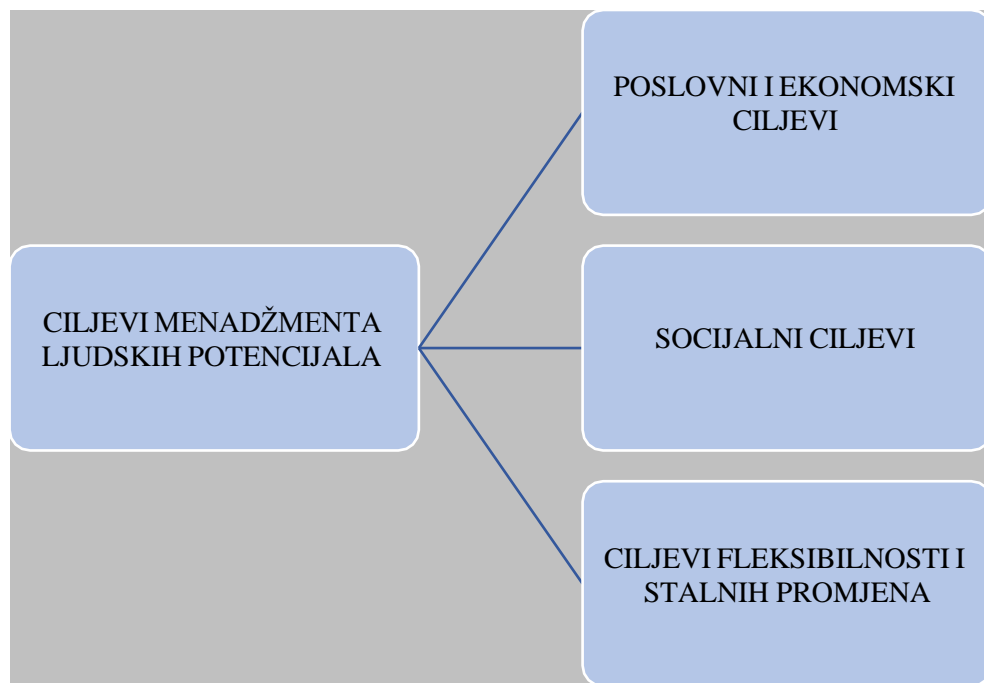 POSLOVNI I EKONOMSKI
CILJEVI
CILJEVI MENADŽMENTA
LJUDSKIH POTENCIJALA
SOCIJALNI CILJEVI
CILJEVI FLEKSIBILNOSTI I
STALNIH PROMJENA